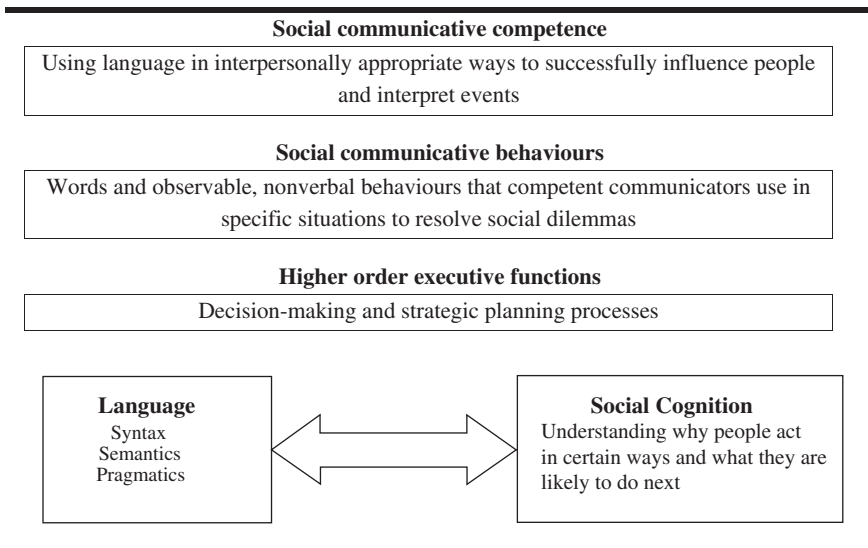 Social communicative competence
Using language in interpersonally appropriate ways to successfully influence people
and interpret events
Social communicative behaviours
Words and observable, nonverbal behaviours that competent communicators use in
specific situations to resolve social dilemmas
Higher order executive functions
Decision-making and strategic planning processes
Language
Syntax
Semantics
Pragmatics
Social Cognition
Understanding why people act
in certain ways and what they are
likely to do next